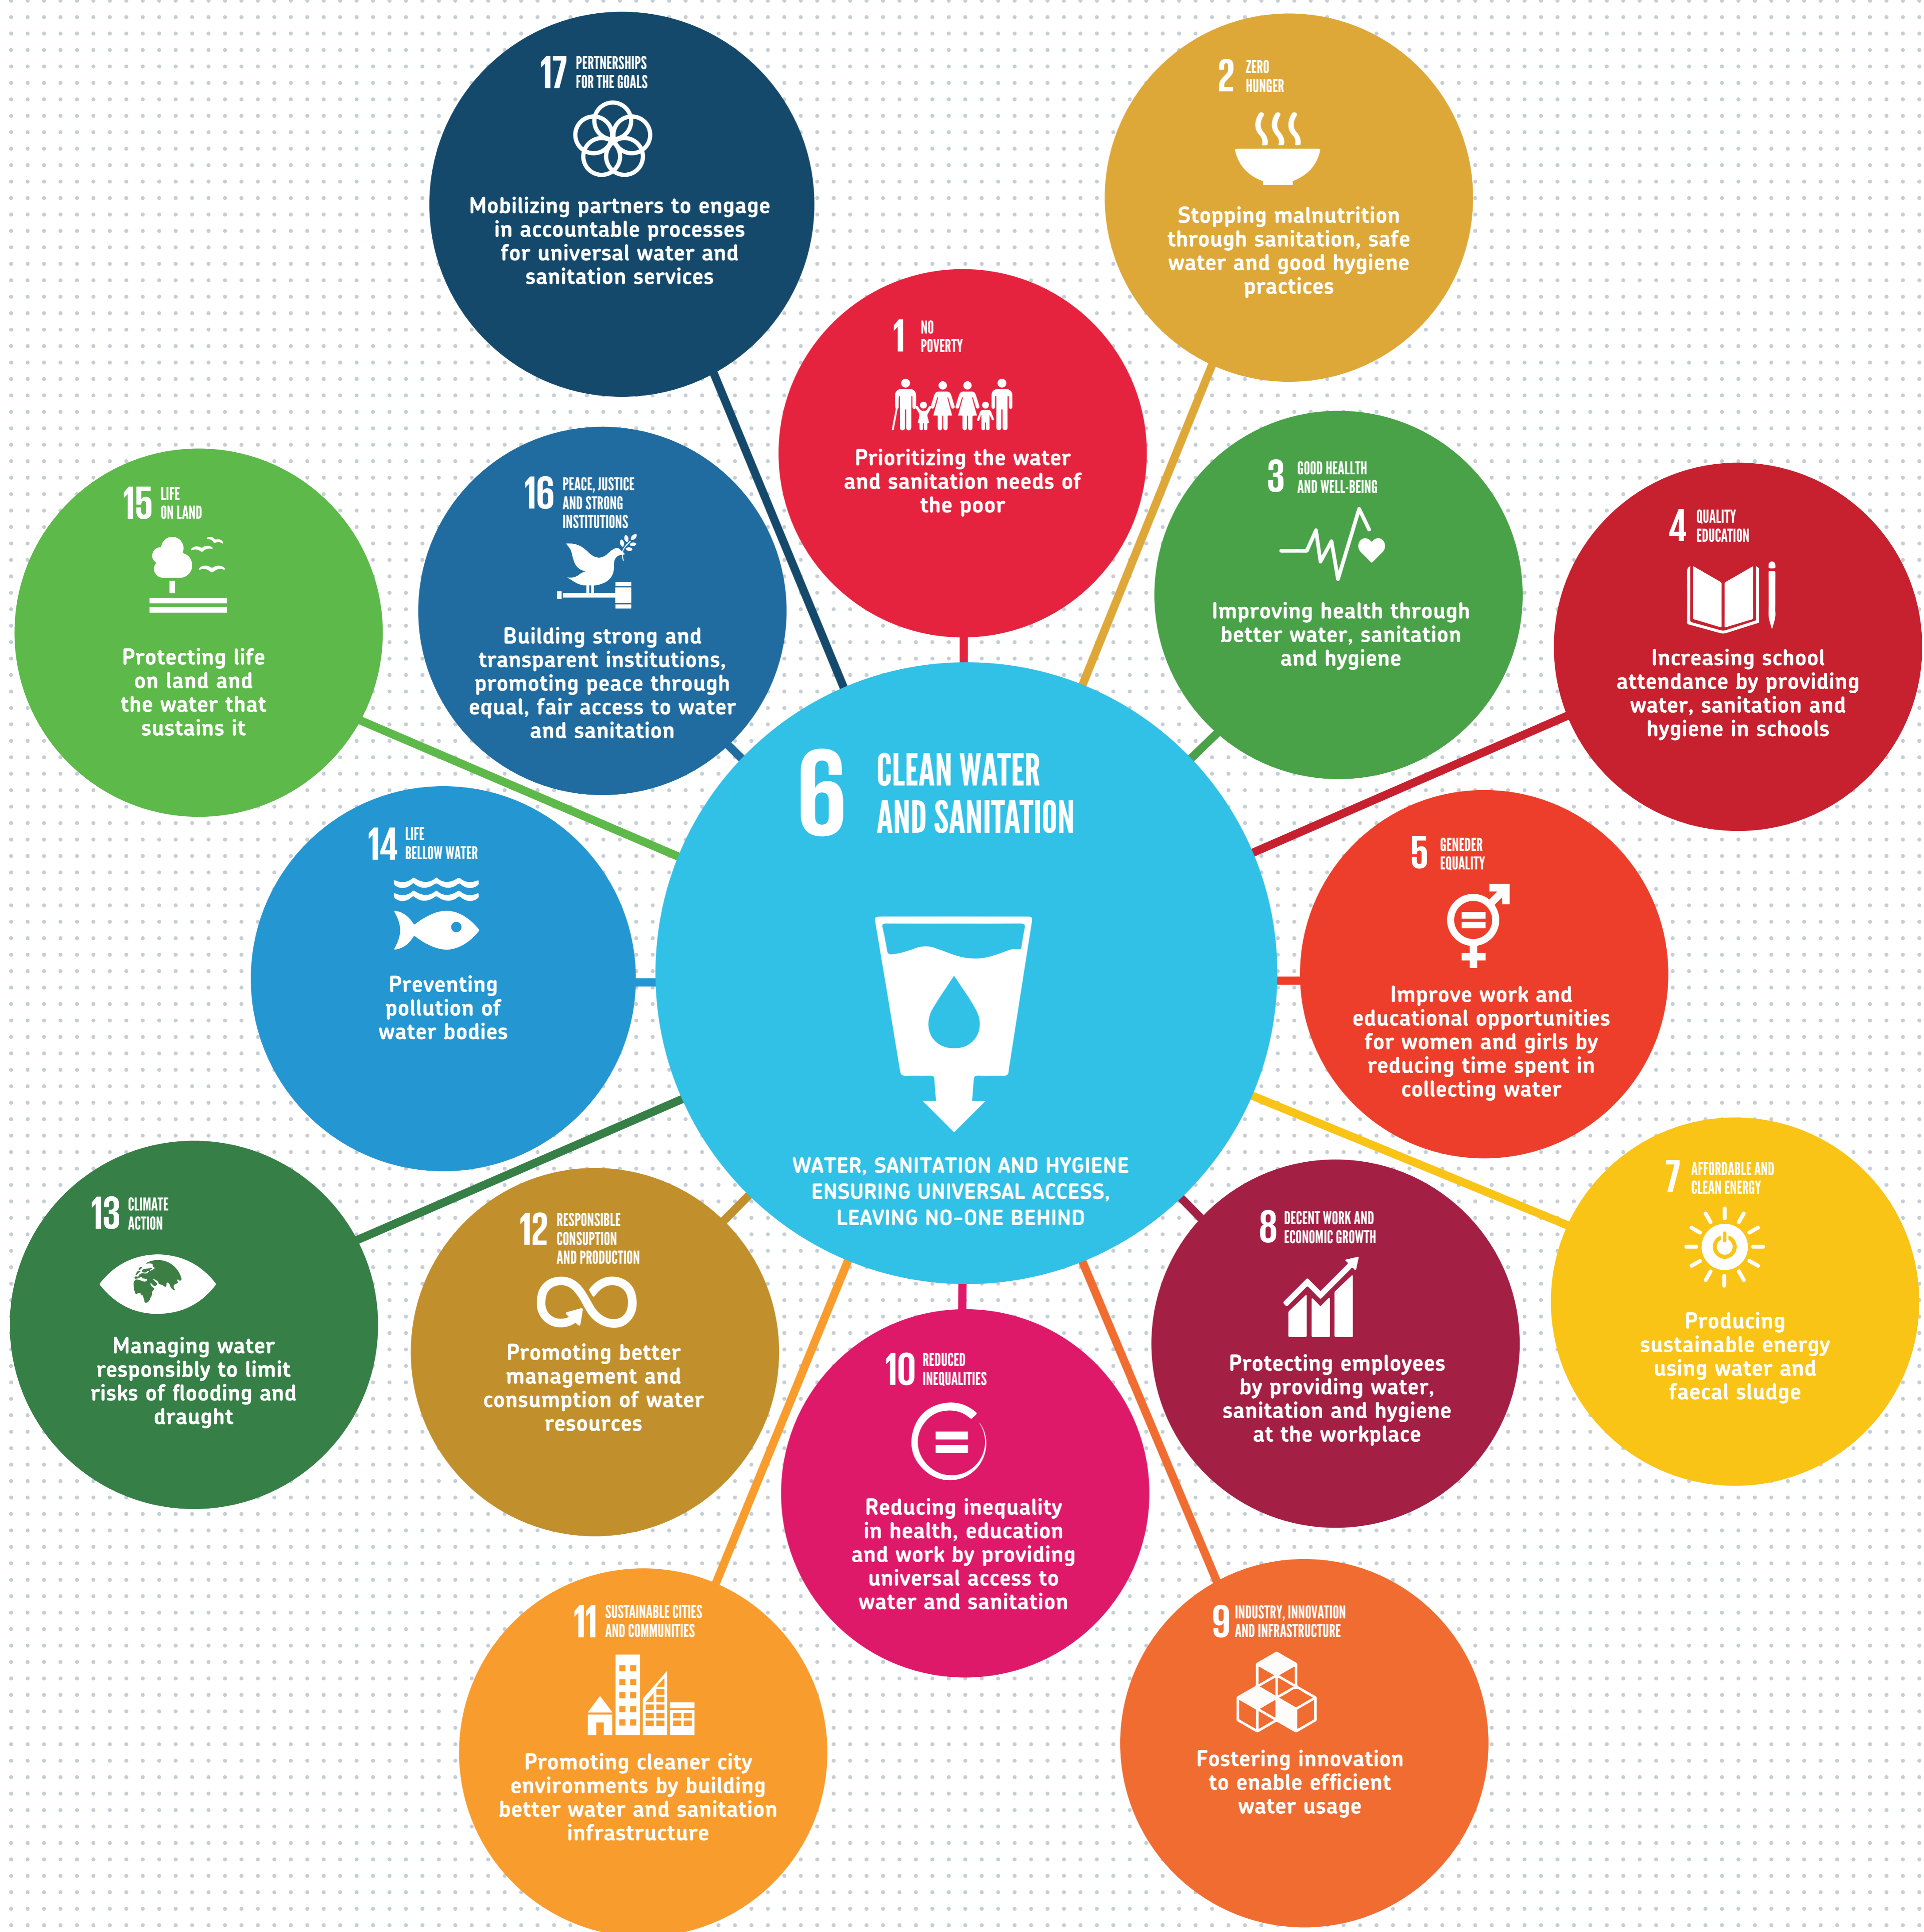 17 PERTNERSHIPS
FOR THE GOALS
Mobilizing partners to engage
in accountable processes
for universal water and
sanitation services
2 ZERO
HUNGER
Stopping malnutrition
through sanitation, safe
water and good hygiene
practices
1 NO
POVERTY
Prioritizing the water
and sanitation needs of
the poor
15 LIFE
ON LAND
Protecting life
on land and
the water that
sustains it
16 PEACE, JUSTICE
AND STRONG
INSTITUTIONS
Building strong and
transparent institutions,
promoting peace through
equal, fair access to water
and sanitation
3 GOOD HEALLTH
AND WELL-BEING
Improving health through
better water, sanitation
and hygiene
4 QUALITY
EDUCATION
Increasing school
attendance by providing
water, sanitation and
hygiene in schools
6 CLEAN WATER
AND SANITATION
WATER, SANITATION AND HYGIENE
ENSURING UNIVERSAL ACCESS,
LEAVING NO-ONE BEHIND
14 LIFE
BELLOW WATER
Preventing
pollution of
water bodies
5 GENEDER
EQUALITY
Improve work and
educational opportunities
for women and girls by
reducing time spent in
collecting water
13 CLIMATE
ACTION
Managing water
responsibly to limit
risks of flooding and
draught
12 RESPONSIBLE
CONSUPTION
AND PRODUCTION
Promoting better
management and
consumption of water
resources
10 REDUCED
INEQUALITIES
Reducing inequality
in health, education
and work by providing
universal access to
water and sanitation
8 DECENT WORK AND
ECONOMIC GROWTH
Protecting employees
by providing water,
sanitation and hygiene
at the workplace
7 AFFORDABLE AND
CLEAN ENERGY
Producing
sustainable energy
using water and
faecal sludge
11 SUSTAINABLE CITIES
AND COMMUNITIES
Promoting cleaner city
environments by building
better water and sanitation
infrastructure
9 INDUSTRY, INNOVATION
AND INFRASTRUCTURE
Fostering innovation
to enable efficient
water usage